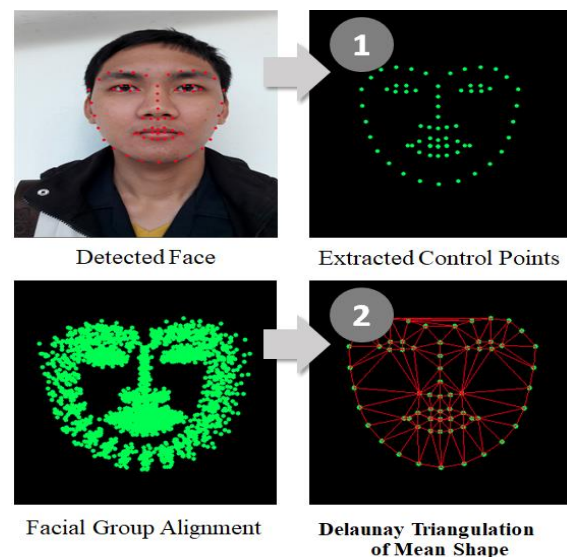 1
Detected Face
Extracted Control Points
2
Facial Group Alignment
Delaunay Triangulation
of Mean Shape